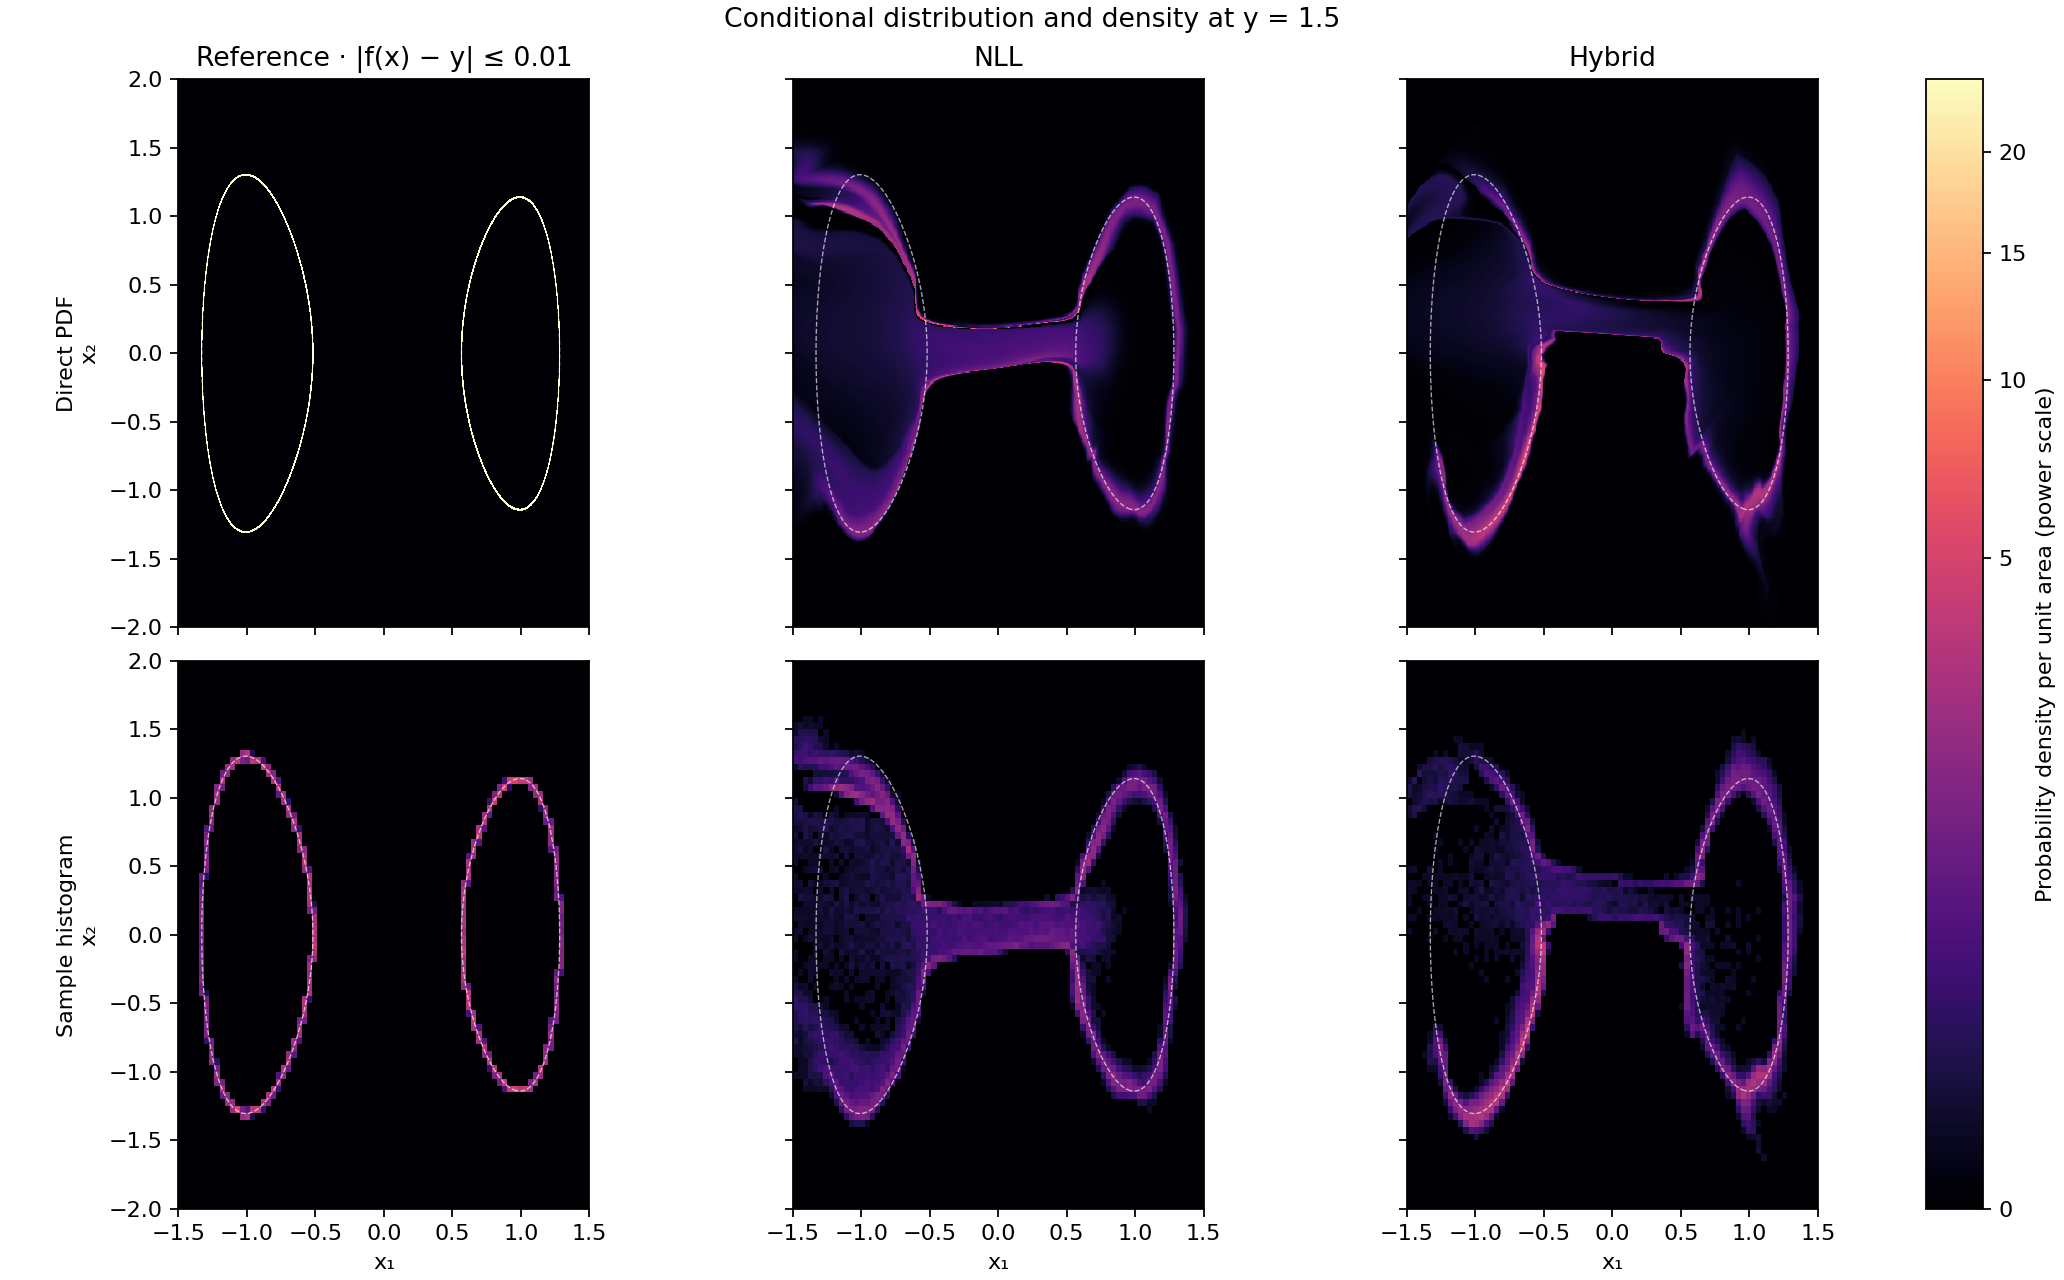 Conditional distribution and density at y = 1.5
Reference · |f(x) − y| ≤ 0.01
NLL
Hybrid
Direct PDF
x₂
2.0
1.5
1.0
0.5
0.0
−0.5
−1.0
−1.5
−2.0
Sample histogram
x₂
2.0
1.5
1.0
0.5
0.0
−0.5
−1.0
−1.5
−2.0
−1.5 −1.0 −0.5 0.0 0.5 1.0 1.5
x₁
−1.5 −1.0 −0.5 0.0 0.5 1.0 1.5
x₁
−1.5 −1.0 −0.5 0.0 0.5 1.0 1.5
x₁
20
15
10
5
0
Probability density per unit area (power scale)